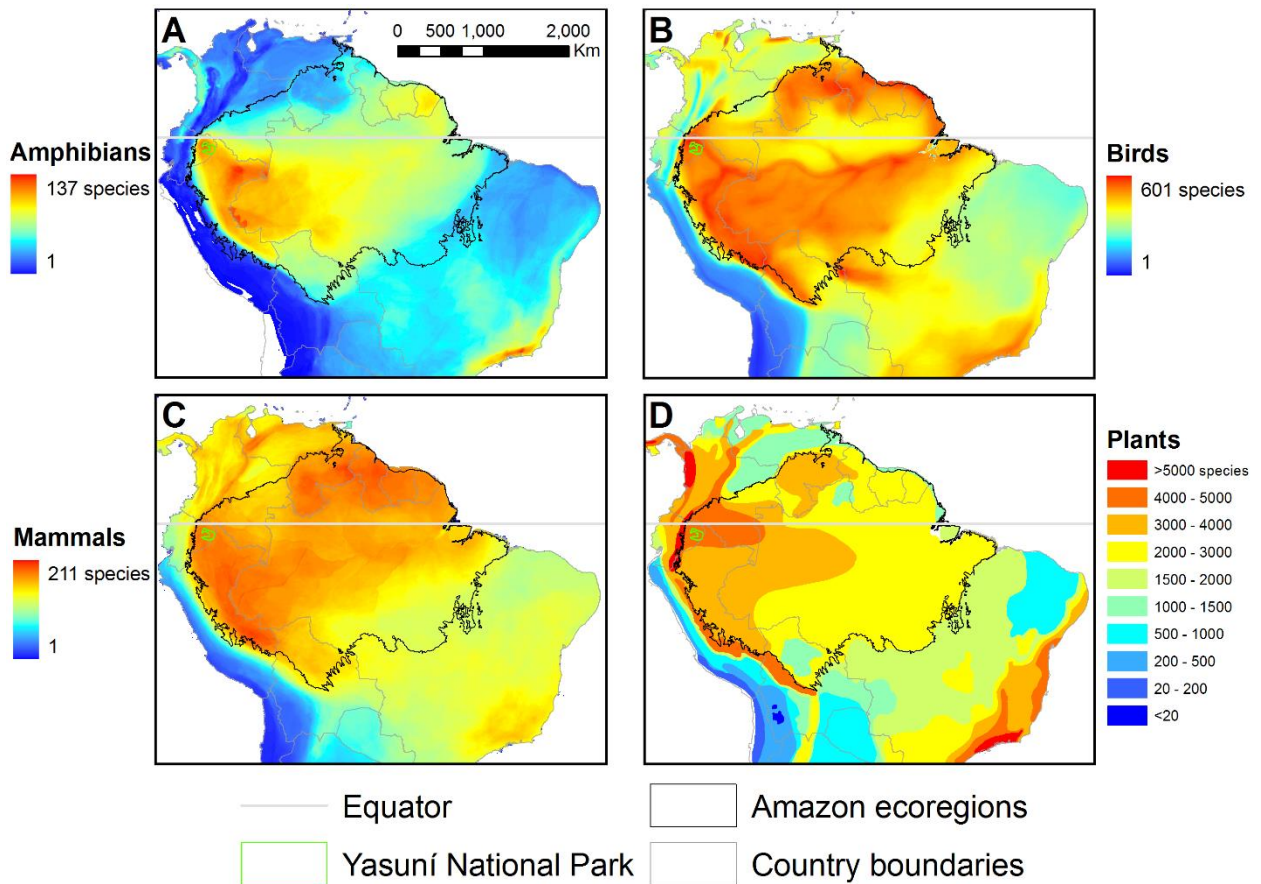 A
0 500 1,000 2,000
Km
B
Amphibians
137 species
1
Birds
601 species
1
C
D
Mammals
211 species
1
Plants
>5000 species
4000 - 5000
3000 - 4000
2000 - 3000
1500 - 2000
1000 - 1500
500 - 1000
200 - 500
20 - 200
<20
Equator
Amazon ecoregions
Yasuní National Park
Country boundaries